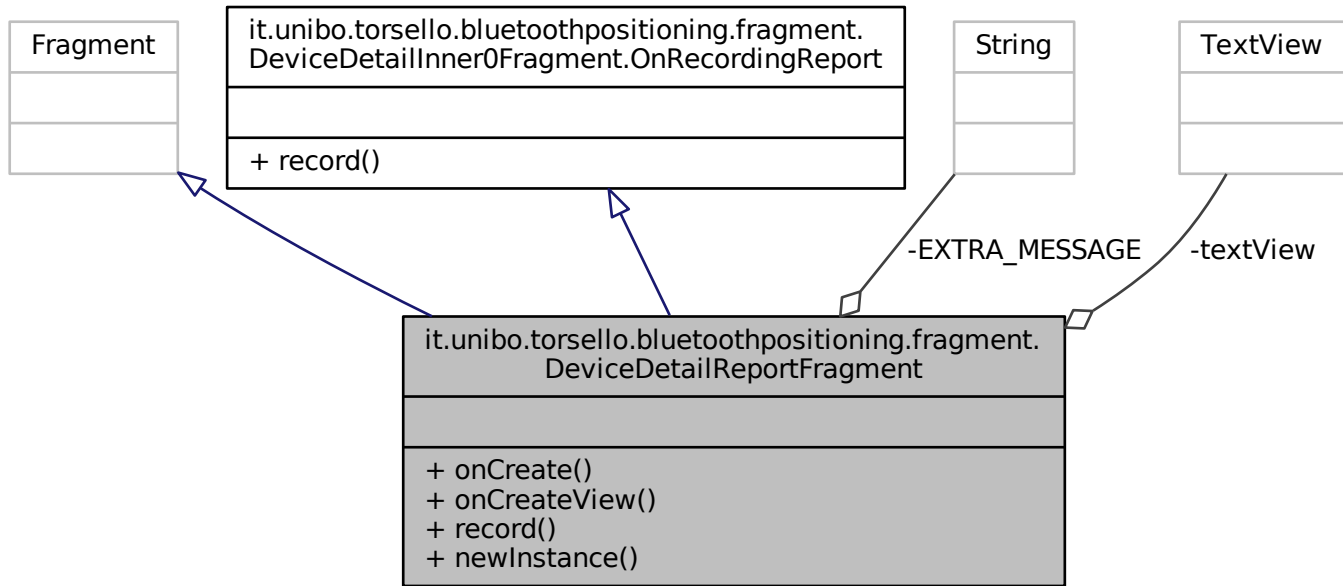 Fragment
it.unibo.torsello.bluetoothpositioning.fragment.
DeviceDetailInner0Fragment.OnRecordingReport
+ record()
String
TextView
-EXTRA_MESSAGE
-textView
it.unibo.torsello.bluetoothpositioning.fragment.
DeviceDetailReportFragment
+ onCreate()
+ onCreateView()
+ record()
+ newInstance()